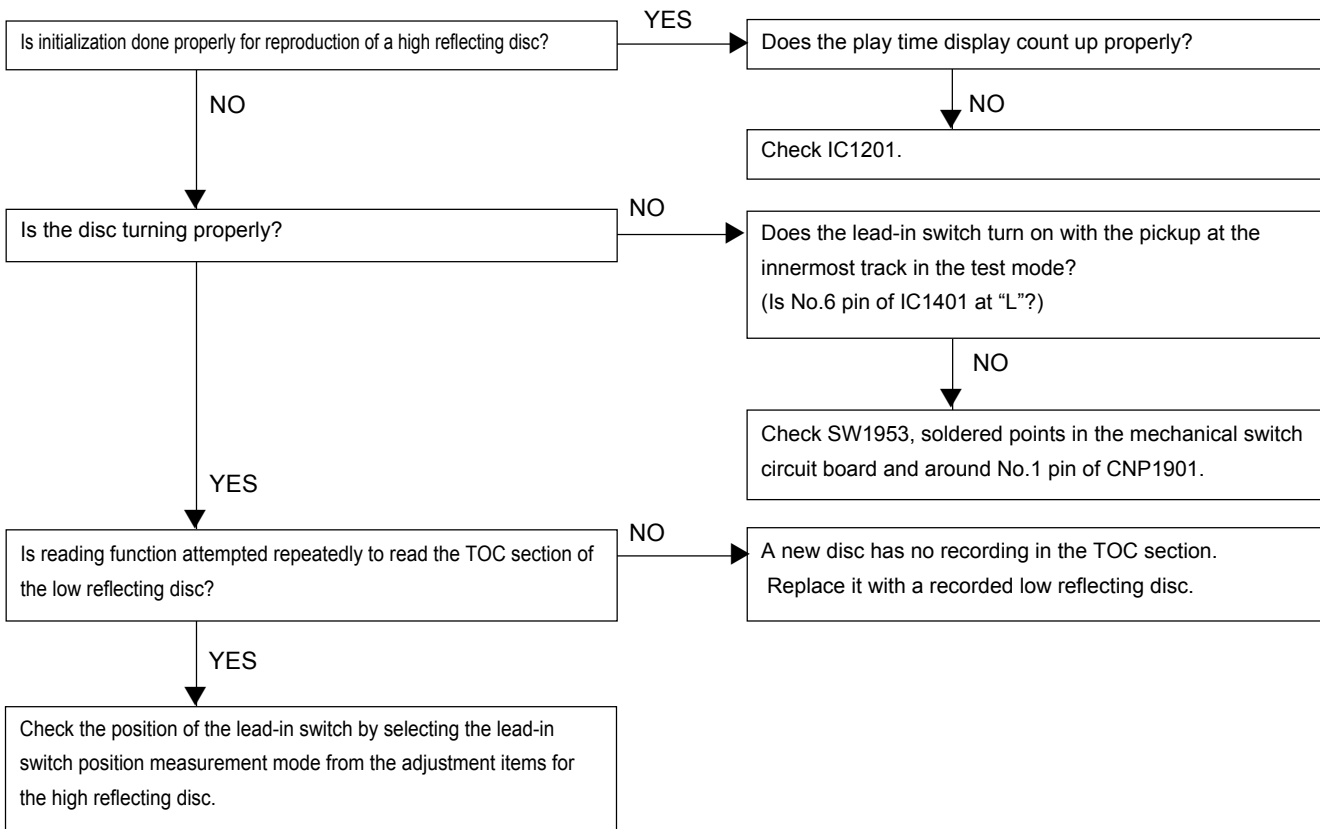 Is initialization done properly for reproduction of a high reflecting disc?
YES
Does the play time display count up properly?
NO
NO
Check IC1201.
Is the disc turning properly?
NO
Does the lead-in switch turn on with the pickup at the
innermost track in the test mode?
(Is No.6 pin of IC1401 at “L”?)
NO
Check SW1953, soldered points in the mechanical switch
circuit board and around No.1 pin of CNP1901.
YES
Is reading function attempted repeatedly to read the TOC section of
the low reflecting disc?
NO
A new disc has no recording in the TOC section.
Replace it with a recorded low reflecting disc.
YES
Check the position of the lead-in switch by selecting the lead-in
switch position measurement mode from the adjustment items for
the high reflecting disc.